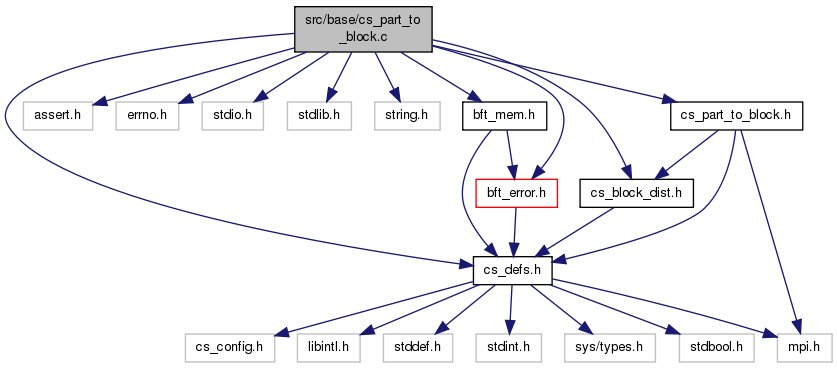 src/base/cs_part_to
_block.c
assert.h
errno.h
stdio.h
stdlib.h
string.h
bft_mem.h
cs_part_to_block.h
bft_error.h
cs_block_dist.h
cs_defs.h
cs_config.h
libintl.h
stddef.h
stdint.h
sys/types.h
stdbool.h
mpi.h